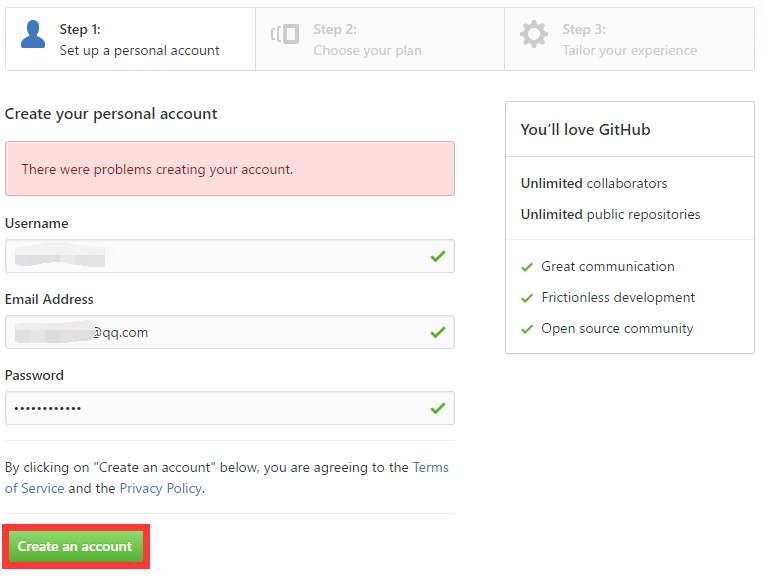 Step 1:
Set up a personal account
Step 2:
Choose your plan
Step 3:
Tailor your experience
Create your personal account
There were problems creating your account.
Username
Email Address
@qq.com
Password
By clicking on "Create an account" below, you are agreeing to the Terms
of Service and the Privacy Policy.
Create an account
You'll love GitHub
Unlimited collaborators
Unlimited public repositories
Great communication
Frictionless development
Open source community